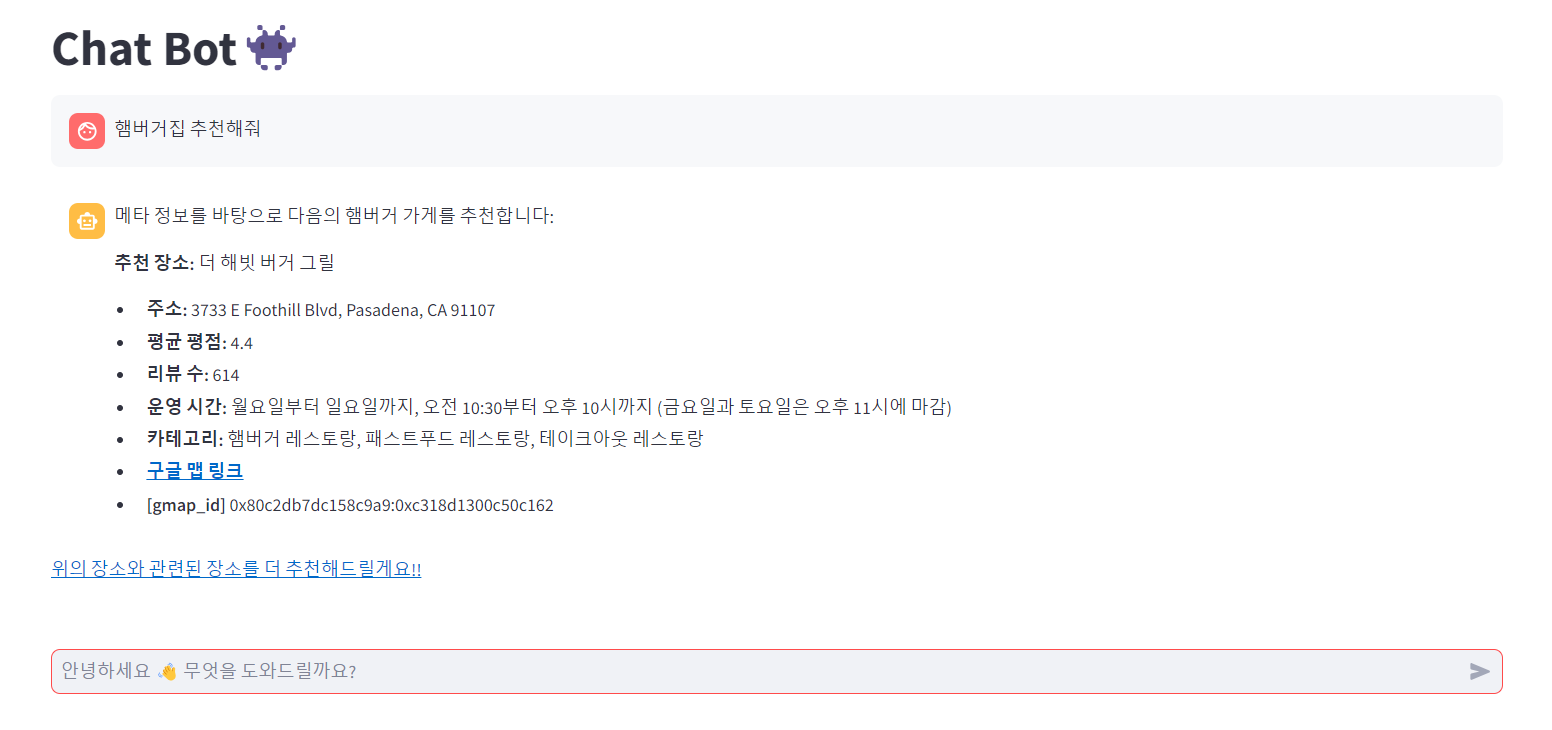 Chat Bot
햄버거집 추천해줘
메타 정보를 바탕으로 다음의 햄버거 가게를 추천합니다:
추천 장소: 더 해빗 버거 그릴
• 주소: 3733 E Foothill Blvd, Pasadena, CA 91107
• 평균 평점: 4.4
• 리뷰 수: 614
• 운영 시간: 월요일부터 일요일까지, 오전 10:30부터 오후 10시까지 (금요일과 토요일은 오후 11시에 마감)
• 카테고리: 햄버거 레스토랑, 패스트푸드 레스토랑, 테이크아웃 레스토랑
• 구글 맵 링크
• [gmap_id] 0x80c2db7dc158c9a9:0xc318d1300c50c162
위의 장소와 관련된 장소를 더 추천해드릴게요!!
안녕하세요 👋 무엇을 도와드릴까요?